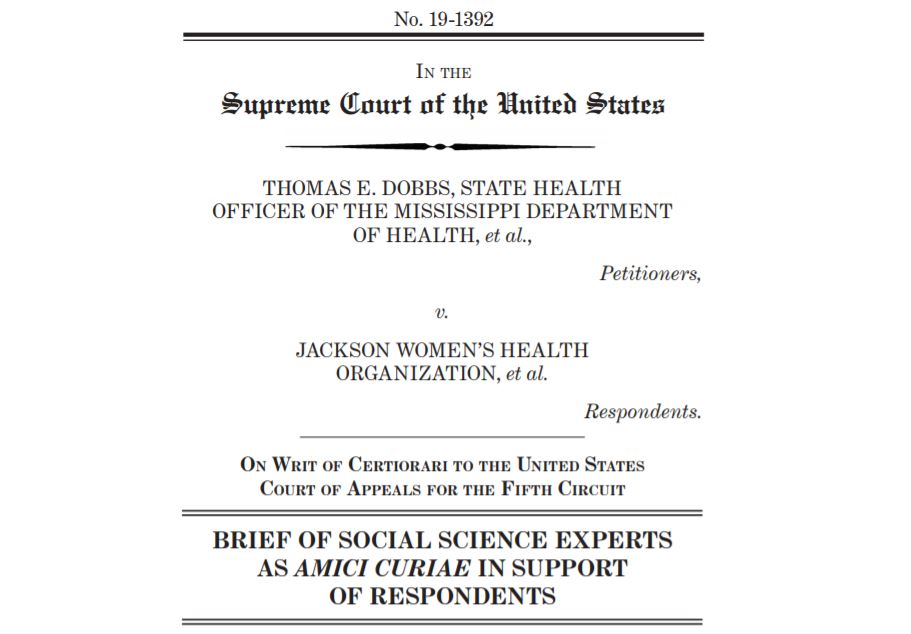 No. 19-1392
IN THE
Supreme Court of the United States
THOMAS E. DOBBS, STATE HEALTH
OFFICER OF THE MISSISSIPPI DEPARTMENT
OF HEALTH, et al.,
Petitioners,
v.
JACKSON WOMEN'S HEALTH
ORGANIZATION, et al.
Respondents.
ON WRIT OF CERTIORARI TO THE UNITED STATES
COURT OF APPEALS FOR THE FIFTH CIRCUIT
BRIEF OF SOCIAL SCIENCE EXPERTS
AS AMICI CURIAE IN SUPPORT
OF RESPONDENTS